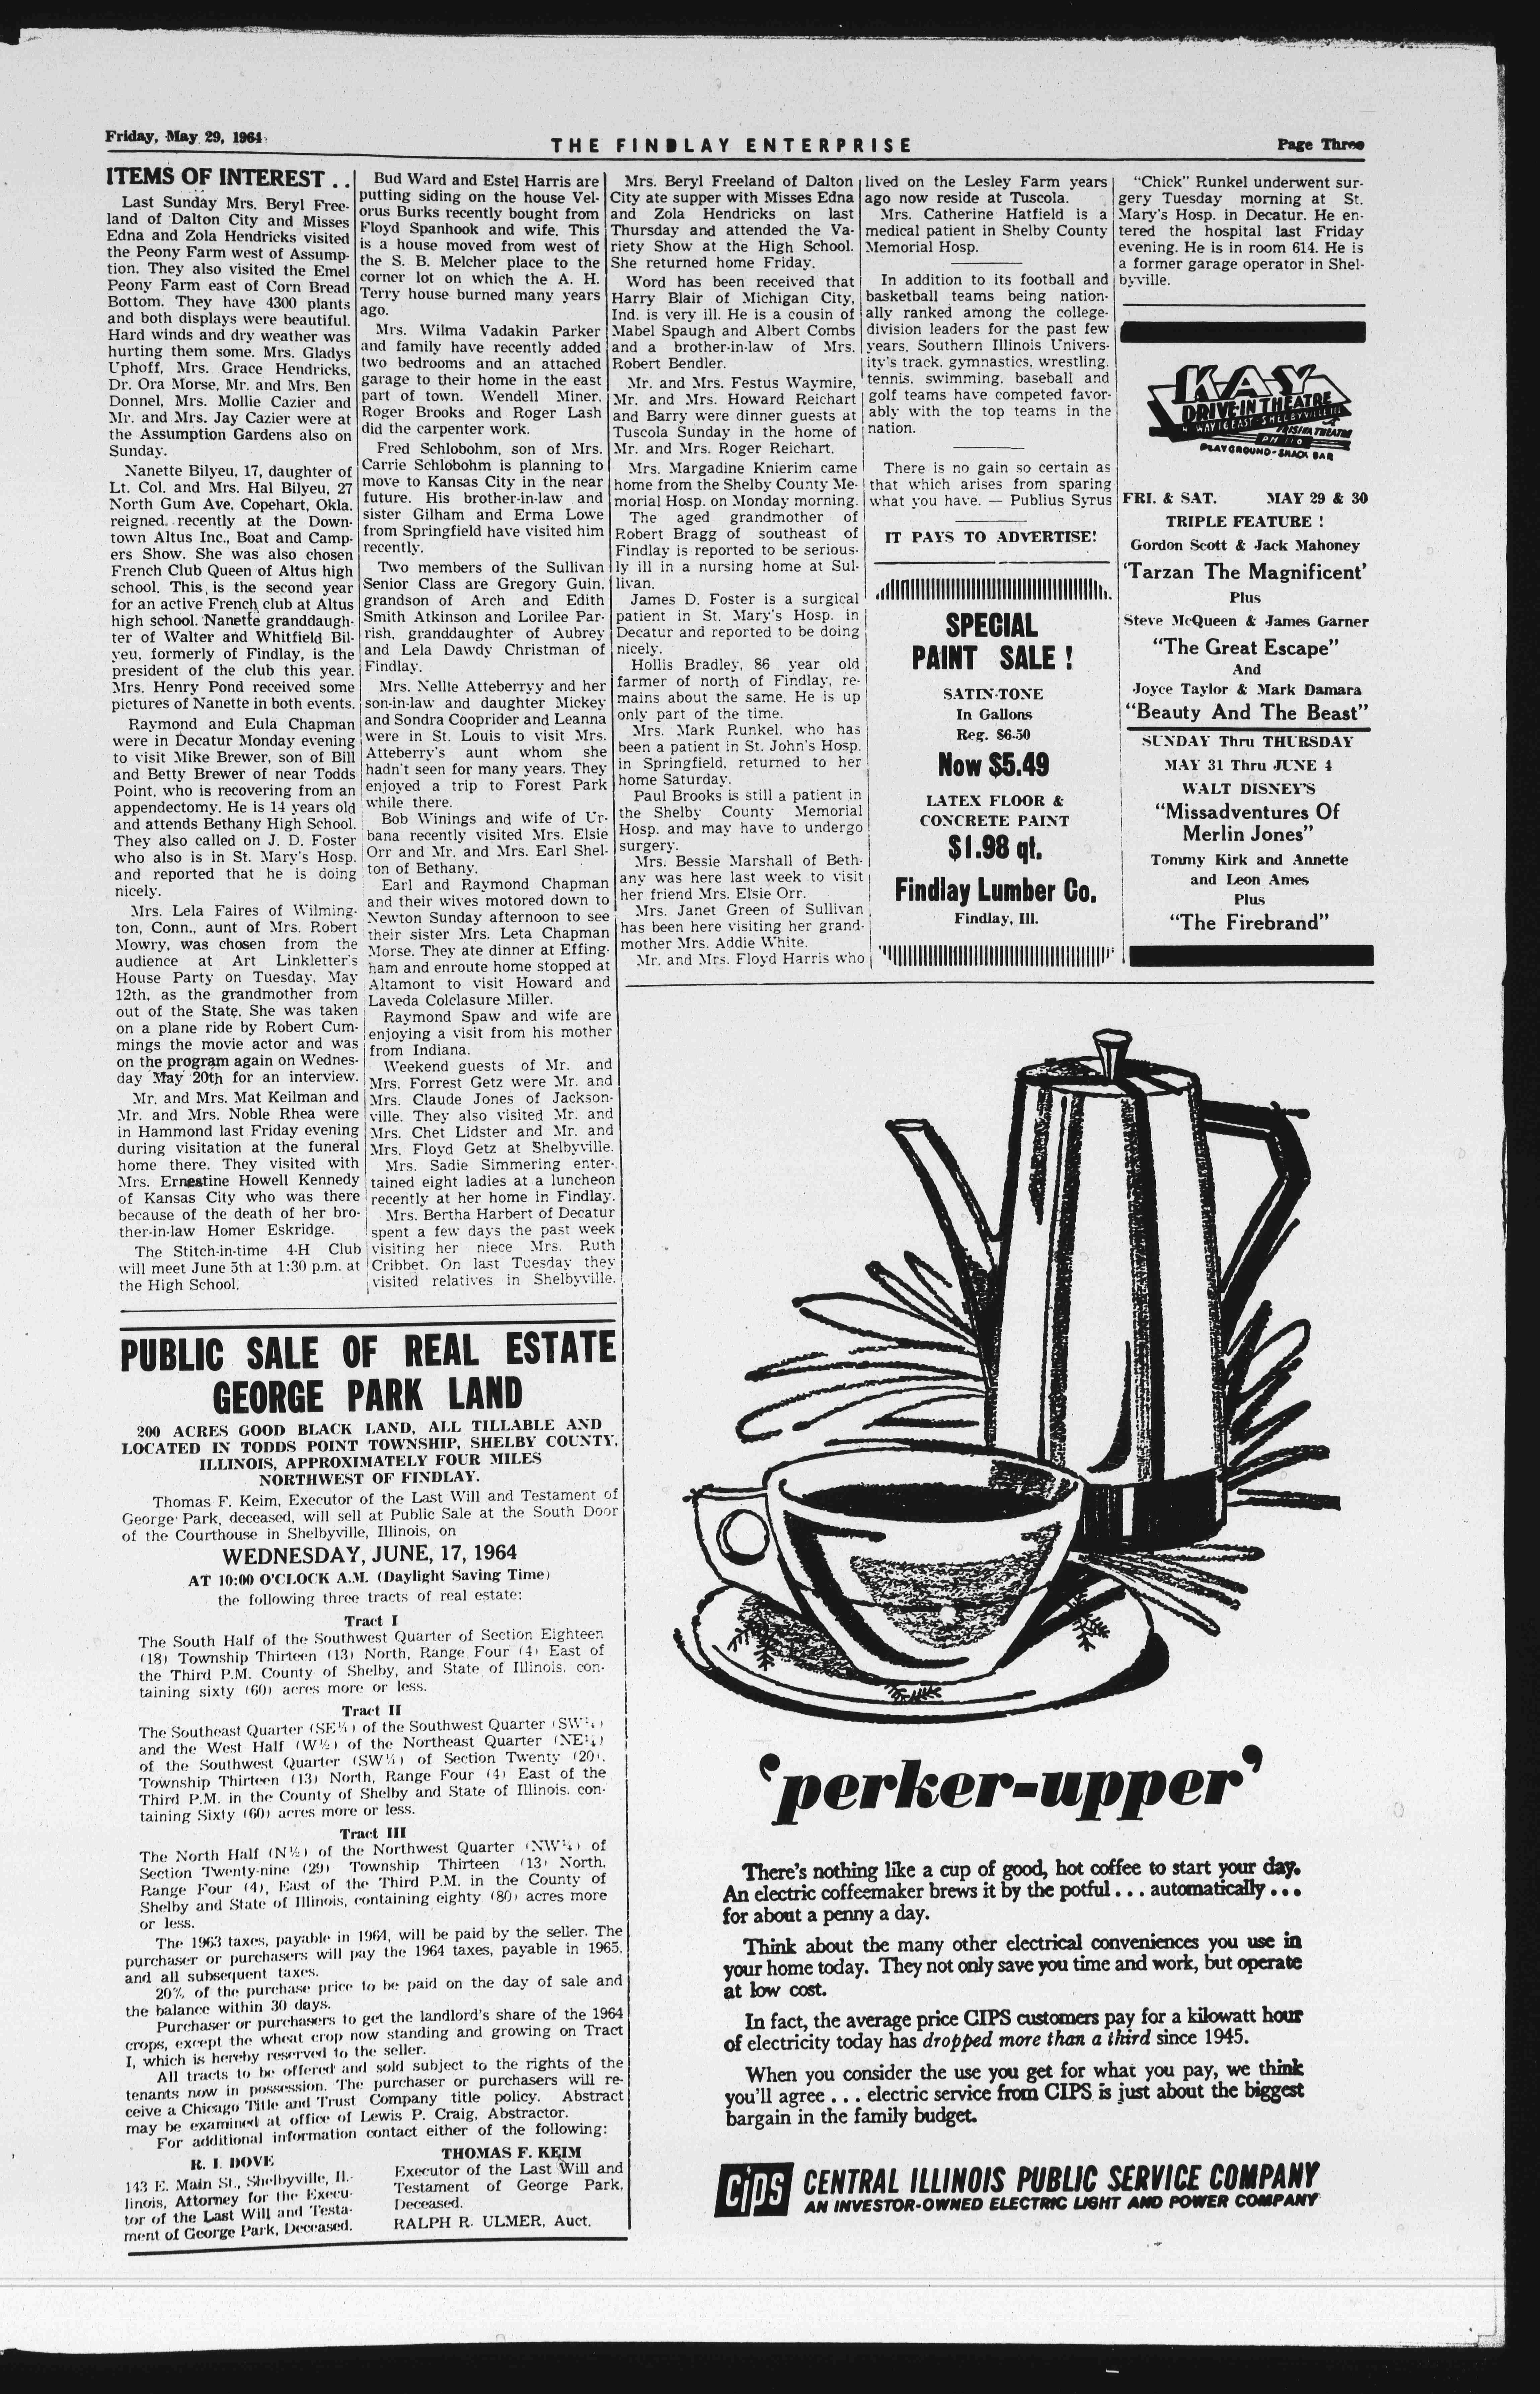 Friday, May 29, 1964
THE FINDLAY ENTERPRISE
Page Three
ITEMS OF INTEREST . .
Last Sunday Mrs. Beryl Free-
land of Dalton City and Misses
Edna and Zola Hendricks visited
the Peony Farm west of Assump-
tion. They also visited the Emel
Peony Farm east of Corn Bread
Bottom. They have 4300 plants
and both displays were beautiful.
Hard winds and dry weather was
hurting them some. Mrs. Gladys
Uphoff, Mrs. Grace Hendricks,
Dr. Ora Morse, Mr. and Mrs. Ben
Donnel, Mrs. Mollie Cazier and
Mr. and Mrs. Jay Cazier were at
the Assumption Gardens also on
Sunday.
Nanette Bilyeu, 17, daughter of
Lt. Col. and Mrs. Hal Bilyeu, 27
North Gum Ave. Copehart, Okla.
reigned recently at the Down-
town Altus Inc., Boat and Camp-
ers Show. She was also chosen
French Club Queen of Altus high
school. This is the second year
for an active French club at Altus
high school. Nanette granddaugh-
ter of Walter and Whitfield Bil-
yeu, formerly of Findlay, is the
president of the club this year.
Mrs. Henry Pond received some
pictures of Nanette in both events.
Raymond and Eula Chapman
were in Decatur Monday evening
to visit Mike Brewer, son of Bill
and Betty Brewer of near Todds
Point, who is recovering from an
appendectomy. He is 14 years old
and attends Bethany High School.
They also called on J. D. Foster
who also is in St. Mary's Hosp.
and reported that he is doing
nicely.
Mrs. Lela Faires of Wilming-
ton, Conn., aunt of Mrs. Robert
Mowry, was chosen from the
audience at Art Linkletter's
House Party on Tuesday, May
12th, as the grandmother from
out of the State. She was taken
on a plane ride by Robert Cum-
mings the movie actor and was
on the program again on Wednes-
day May 20th for an interview.
Mr. and Mrs. Mat Keilman and
Mr. and Mrs. Noble Rhea were
in Hammond last Friday evening
during visitation at the funeral
home there. They visited with
Mrs. Ernestine Howell Kennedy
of Kansas City who was there
because of the death of her bro-
ther-in-law Homer Eskridge.
The Stitch-in-time 4-H Club
will meet June 5th at 1:30 p.m. at
the High School.
Bud Ward and Estel Harris are
putting siding on the house Vel-
orus Burks recently bought from
Floyd Spanhook and wife. This
is a house moved from west of
the S. B. Melcher place to the
corner lot on which the A. H.
Terry house burned many years
ago.
Mrs. Wilma Vadakin Parker
and family have recently added
two bedrooms and an attached
garage to their home in the east
part of town. Wendell Miner,
Roger Brooks and Roger Lash
did the carpenter work.
Fred Schlobohm, son of Mrs.
Carrie Schlobohm is planning to
move to Kansas City in the near
future. His brother-in-law and
sister Gilham and Erma Lowe
from Springfield have visited him
recently.
Two members of the Sullivan
Senior Class are Gregory Guin,
grandson of Arch and Edith
Smith Atkinson and Lorilee Par-
rish, granddaughter of Aubrey
and Lela Dawdy Christman of
Findlay.
Mrs. Nellie Atteberryy and her
son-in-law and daughter Mickey
and Sondra Cooprider and Leanna
were in St. Louis to visit Mrs.
Atteberry's aunt whom she
hadn't seen for many years. They
enjoyed a trip to Forest Park
while there.
Bob Winings and wife of Ur-
bana recently visited Mrs. Elsie
Orr and Mr. and Mrs. Earl Shel-
ton of Bethany.
Earl and Raymond Chapman
and their wives motored down to
Newton Sunday afternoon to see
their sister Mrs. Leta Chapman
Morse. They ate dinner at Effing-
ham and enroute home stopped at
Altamont to visit Howard and
Laveda Colclasure Miller.
Raymond Spaw and wife are
enjoying a visit from his mother
from Indiana.
Weekend guests of Mr. and
Mrs. Forrest Getz were Mr. and
Mrs. Claude Jones of Jackson-
ville. They also visited Mr. and
Mrs. Chet Lidster and Mr. and
Mrs. Floyd Getz at Shelbyville.
Mrs. Sadie Simmering enter-
tained eight ladies at a luncheon
recently at her home in Findlay.
Mrs. Bertha Harbert of Decatur
spent a few days the past week
visiting her niece Mrs. Ruth
Cribbet. On last Tuesday they
visited relatives in Shelbyville.
Mrs. Beryl Freeland of Dalton
City ate supper with Misses Edna
and Zola Hendricks on last
Thursday and attended the Va-
riety Show at the High School.
She returned home Friday.
Word has been received that
Harry Blair of Michigan City,
Ind. is very ill. He is a cousin of
Mabel Spaugh and Albert Combs
and a brother-in-law of Mrs.
Robert Bendler.
Mr. and Mrs. Festus Waymire,
Mr. and Mrs. Howard Reichart
and Barry were dinner guests at
Tuscola Sunday in the home of
Mr. and Mrs. Roger Reichart.
Mrs. Margadine Knierim came
home from the Shelby County Me-
morial Hosp. on Monday morning.
The aged grandmother of
Robert Bragg of southeast of
Findlay is reported to be serious-
ly ill in a nursing home at Sul-
livan.
James D. Foster is a surgical
patient in St. Mary's Hosp. in
Decatur and reported to be doing
nicely.
Hollis Bradley, 86 year old
farmer of north of Findlay, re-
mains about the same. He is up
only part of the time.
Mrs. Mark Runkel, who has
been a patient in St. John's Hosp.
in Springfield, returned to her
home Saturday.
Paul Brooks is still a patient in
the Shelby County Memorial
Hosp. and may have to undergo
surgery.
Mrs. Bessie Marshall of Beth-
any was here last week to visit
her friend Mrs. Elsie Orr.
Mrs. Janet Green of Sullivan
has been here visiting her grand-
mother Mrs. Addie White.
Mr. and Mrs. Floyd Harris who
lived on the Lesley Farm years
ago now reside at Tuscola.
Mrs. Catherine Hatfield is a
medical patient in Shelby County
Memorial Hosp.
In addition to its football and
basketball teams being nation-
ally ranked among the college-
division leaders for the past few
years, Southern Illinois Univers-
ity's track, gymnastics, wrestling,
tennis, swimming, baseball and
golf teams have competed favor-
ably with the top teams in the
nation.
There is no gain so certain as
that which arises from sparing
what you have. — Publius Syrus
IT PAYS TO ADVERTISE!
SPECIAL
PAINT SALE !
SATIN-TONE
In Gallons
Reg. $6.50
Now $5.49
LATEX FLOOR &
CONCRETE PAINT
$1.98 qt.
Findlay Lumber Co.
Findlay, Ill.
"Chick" Runkel underwent sur-
gery Tuesday morning at St.
Mary's Hosp. in Decatur. He en-
tered the hospital last Friday
evening. He is in room 614. He is
a former garage operator in Shel-
byville.
KAY
DRIVE-IN THEATRE
WAY 16 EAST - SHELBYVILLE ILL
THEATRE
PH 110
PLAYGROUND - SNACK BAR
FRI. & SAT. MAY 29 & 30
TRIPLE FEATURE !
Gordon Scott & Jack Mahoney
'Tarzan The Magnificent'
Plus
Steve McQueen & James Garner
"The Great Escape"
And
Joyce Taylor & Mark Damara
"Beauty And The Beast"
SUNDAY Thru THURSDAY
MAY 31 Thru JUNE 4
WALT DISNEY'S
"Missadventures Of
Merlin Jones"
Tommy Kirk and Annette
and Leon Ames
Plus
"The Firebrand"
PUBLIC SALE OF REAL ESTATE
GEORGE PARK LAND
200 ACRES GOOD BLACK LAND, ALL TILLABLE AND
LOCATED IN TODDS POINT TOWNSHIP, SHELBY COUNTY,
ILLINOIS, APPROXIMATELY FOUR MILES
NORTHWEST OF FINDLAY.
Thomas F. Keim, Executor of the Last Will and Testament of
George Park, deceased, will sell at Public Sale at the South Door
of the Courthouse in Shelbyville, Illinois, on
WEDNESDAY, JUNE, 17, 1964
AT 10:00 O'CLOCK A.M. (Daylight Saving Time)
the following three tracts of real estate:
Tract I
The South Half of the Southwest Quarter of Section Eighteen
(18) Township Thirteen (13) North, Range Four (4) East of
the Third P.M. County of Shelby, and State of Illinois, con-
taining sixty (60) acres more or less.
Tract II
The Southeast Quarter (SE¼) of the Southwest Quarter (SW¼)
and the West Half (W½) of the Northeast Quarter (NE¼)
of the Southwest Quarter (SW¼) of Section Twenty (20),
Township Thirteen (13) North, Range Four (4) East of the
Third P.M. in the County of Shelby and State of Illinois, con-
taining Sixty (60) acres more or less.
Tract III
The North Half (N½) of the Northwest Quarter (NW¼) of
Section Twenty-nine (29) Township Thirteen (13) North,
Range Four (4), East of the Third P.M. in the County of
Shelby and State of Illinois, containing eighty (80) acres more
or less.
The 1963 taxes, payable in 1964, will be paid by the seller. The
purchaser or purchasers will pay the 1964 taxes, payable in 1965,
and all subsequent taxes.
20% of the purchase price to be paid on the day of sale and
the balance within 30 days.
Purchaser or purchasers to get the landlord's share of the 1964
crops, except the wheat crop now standing and growing on Tract
I, which is hereby reserved to the seller.
All tracts to be offered and sold subject to the rights of the
tenants now in possession. The purchaser or purchasers will re-
ceive a Chicago Title and Trust Company title policy. Abstract
may be examined at office of Lewis P. Craig, Abstractor.
For additional information contact either of the following:
R. I. DOVE
143 E. Main St., Shelbyville, Il-
linois, Attorney for the Execu-
tor of the Last Will and Testa-
ment of George Park, Deceased.
THOMAS F. KEIM
Executor of the Last Will and
Testament of George Park,
Deceased.
RALPH R. ULMER, Auct.
'perker-upper'
There's nothing like a cup of good, hot coffee to start your day.
An electric coffeemaker brews it by the potful . . . automatically . . .
for about a penny a day.
Think about the many other electrical conveniences you use in
your home today. They not only save you time and work, but operate
at low cost.
In fact, the average price CIPS customers pay for a kilowatt hour
of electricity today has dropped more than a third since 1945.
When you consider the use you get for what you pay, we think
you'll agree . . . electric service from CIPS is just about the biggest
bargain in the family budget.
CIPS CENTRAL ILLINOIS PUBLIC SERVICE COMPANY
AN INVESTOR-OWNED ELECTRIC LIGHT AND POWER COMPANY